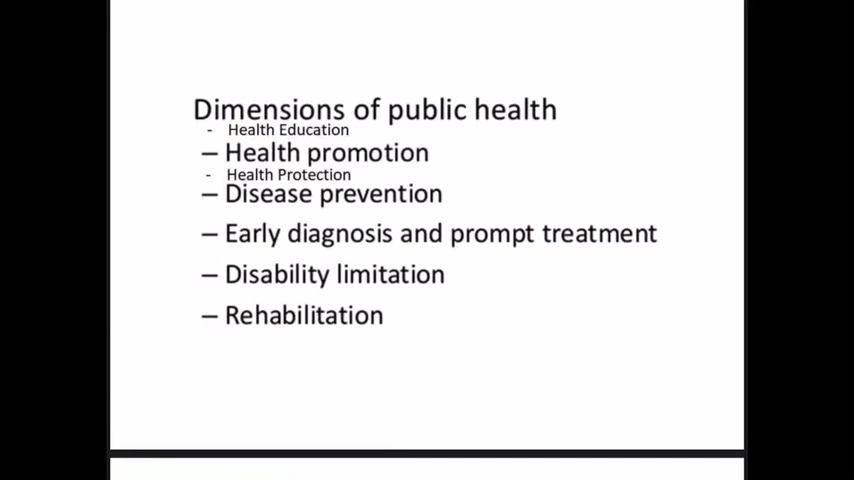 Dimensions of public health
- Health Education
– Health promotion
- Health Protection
– Disease prevention
– Early diagnosis and prompt treatment
– Disability limitation
– Rehabilitation